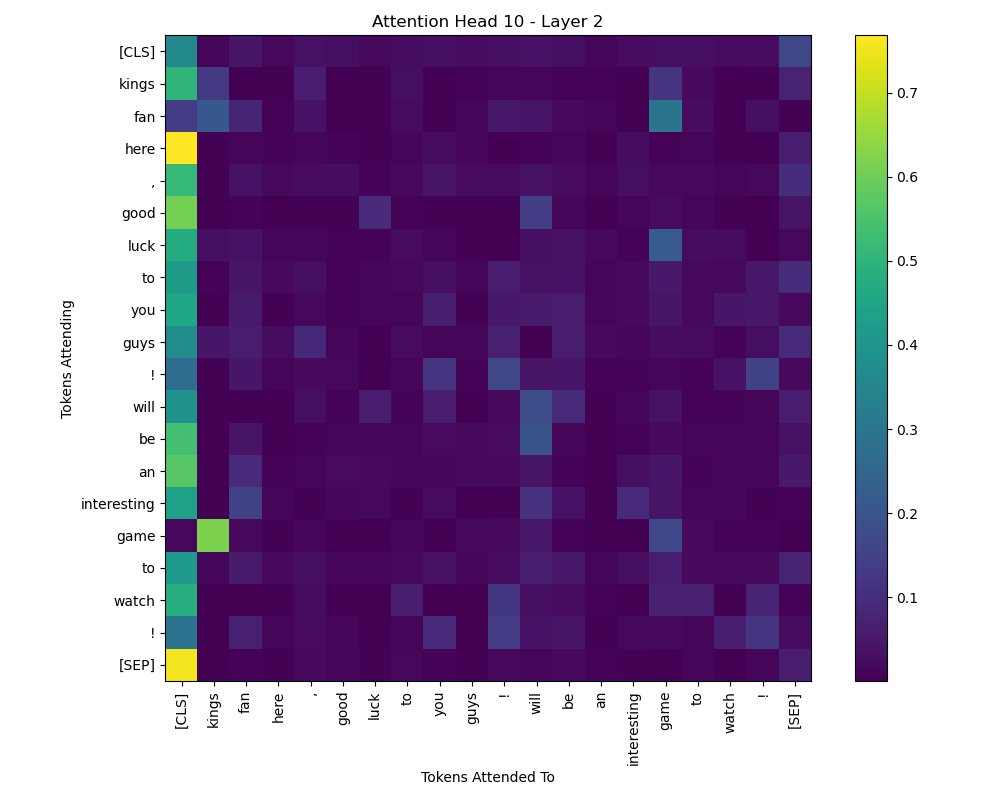 Attention Head 10 - Layer 2
[CLS]
kings
fan
here
,
good
luck
to
you
guys
!
will
be
an
interesting
game
to
watch
!
[SEP]
Tokens Attending
[CLS]
kings
fan
here
,
good
luck
to
you
guys
!
will
be
an
interesting
game
to
watch
!
[SEP]
Tokens Attended To
0.7
0.6
0.5
0.4
0.3
0.2
0.1